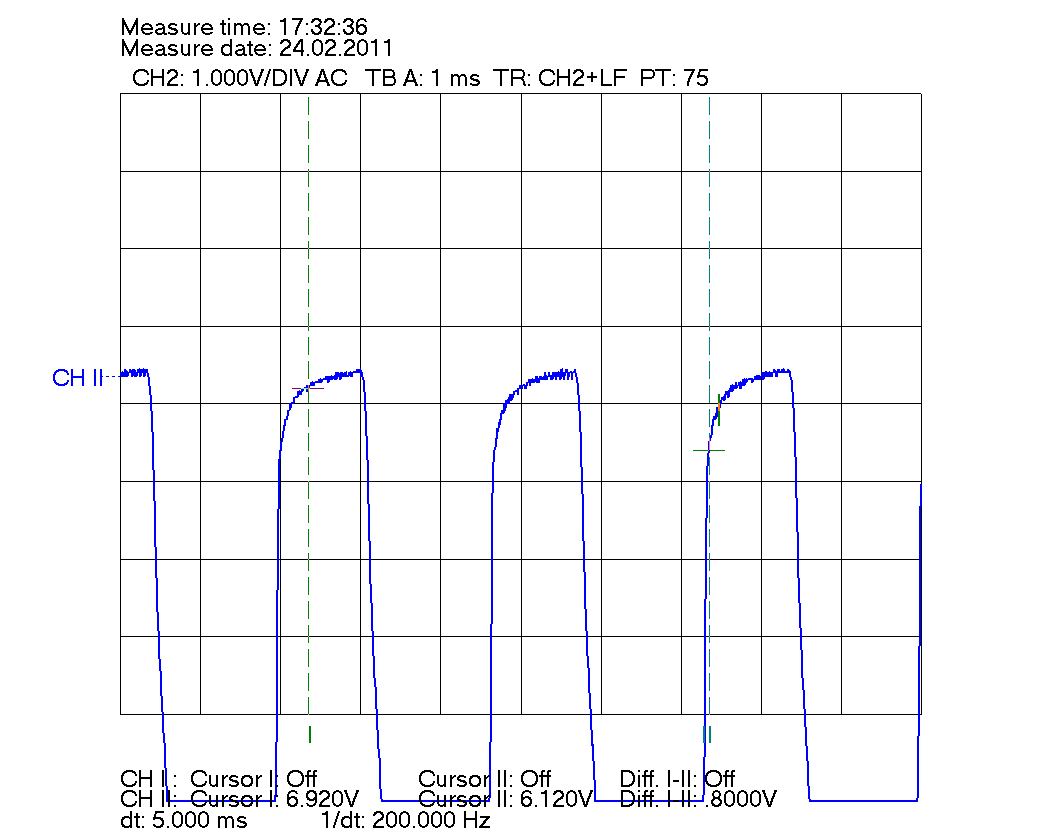 Measure time: 17:32:36
Measure date: 24.02.2011
CH2: 1.000V/DIV AC TB A: 1 ms TR: CH2+LF PT: 75
CH II
I II
CH I : Cursor I: Off Cursor II: Off Diff. I-II: Off
CH II: Cursor I: 6.920V Cursor II: 6.120V Diff. I-II: .8000V
dt: 5.000 ms 1/dt: 200.000 Hz